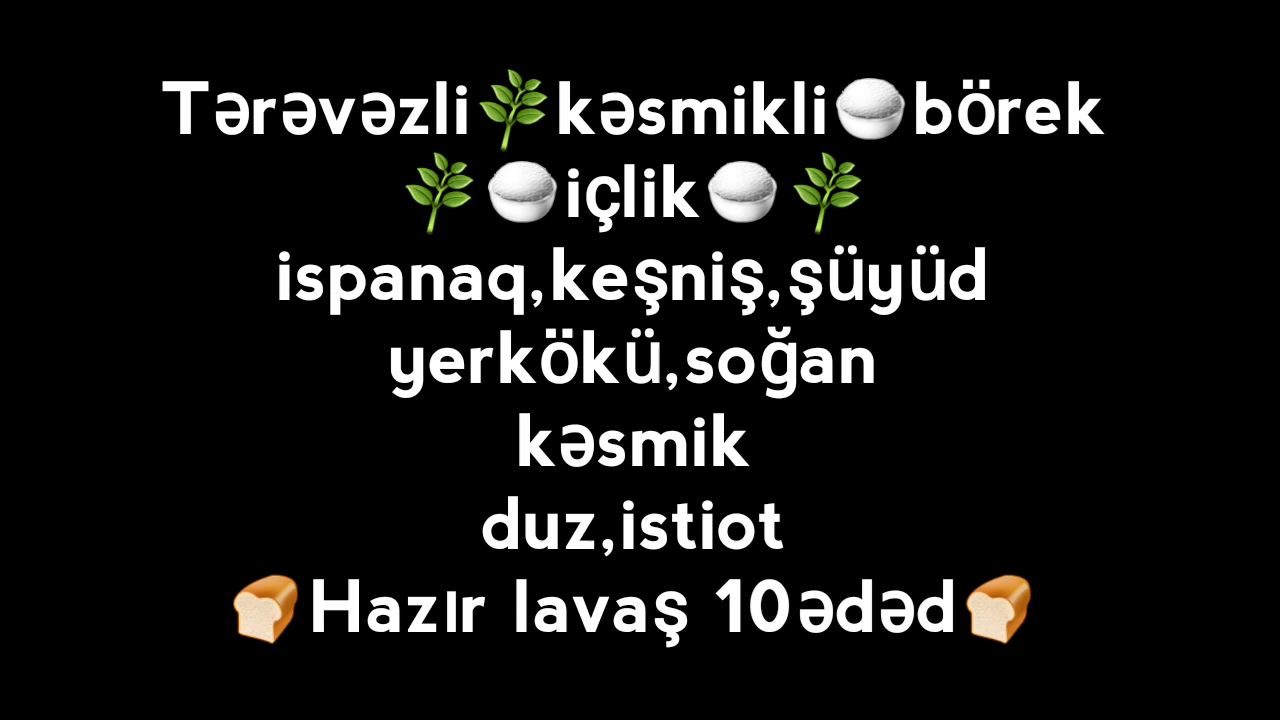 Tərəvəzli🌿kəsmikli🍚börek
🌿🍚içlik🍚🌿
ispanaq,keşniş,şüyüd
yerkökü,soğan
kəsmik
duz,istiot
🍞Hazır lavaş 10ədəd🍞